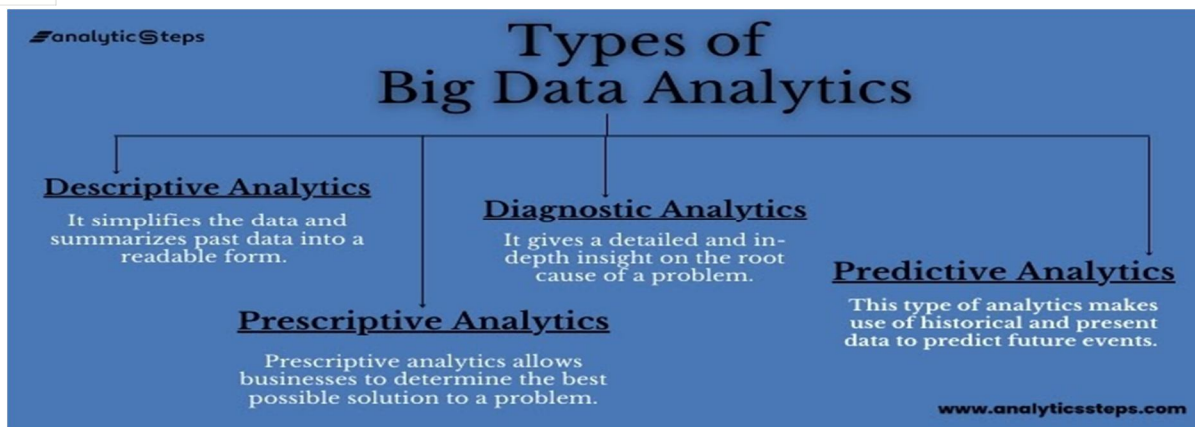 analyticSteps
Types of
Big Data Analytics
Descriptive Analytics
It simplifies the data and
summarizes past data into a
readable form.
Prescriptive Analytics
Prescriptive analytics allows
businesses to determine the best
possible solution to a problem.
Diagnostic Analytics
It gives a detailed and in-
depth insight on the root
cause of a problem.
Predictive Analytics
This type of analytics makes
use of historical and present
data to predict future events.
www.analyticssteps.com